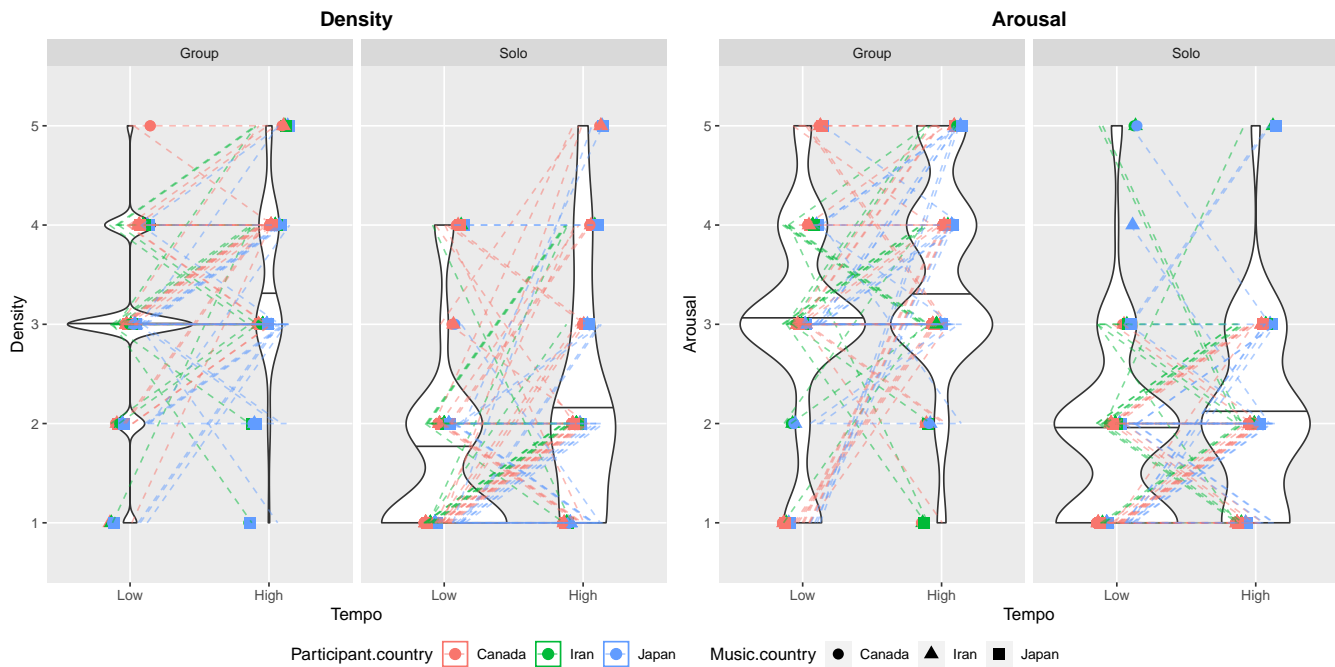 Density
Group Solo
Density
5
4
3
2
1
Low High Low High
Tempo
Arousal
Group Solo
Arousal
5
4
3
2
1
Low High Low High
Tempo
Participant.country Canada Iran Japan Music.country Canada Iran Japan